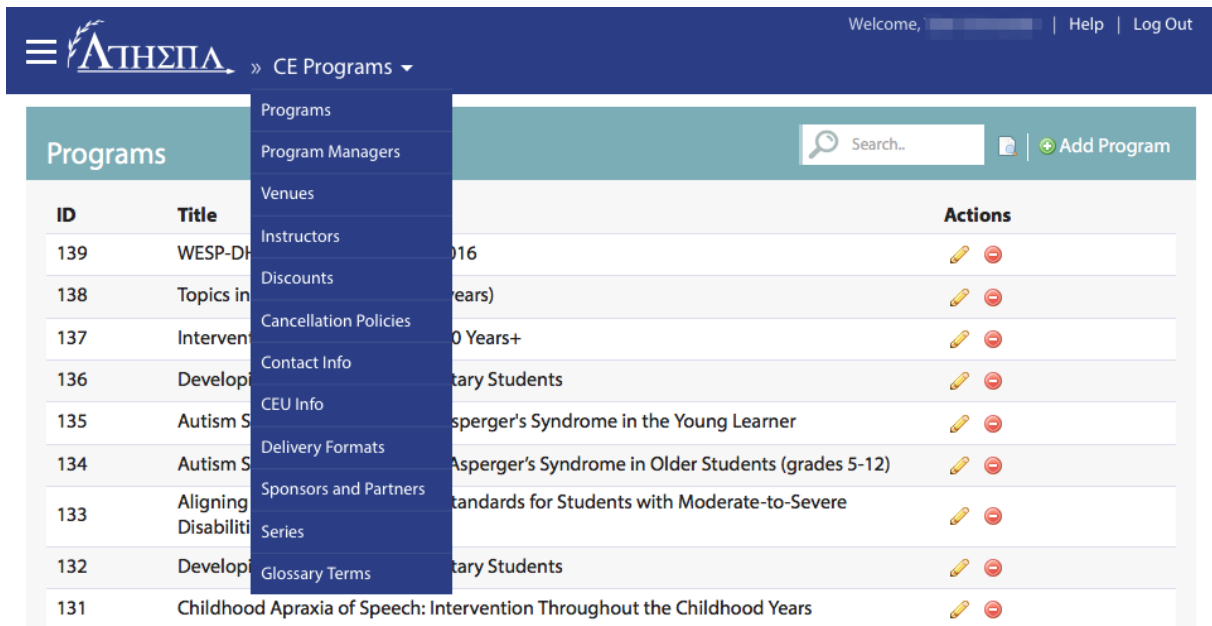 Welcome, | Help | Log Out
ΛTHΣΠΛ » CE Programs
Programs
Program Managers
Venues
Instructors
Discounts
Cancellation Policies
Contact Info
CEU Info
Delivery Formats
Sponsors and Partners
Series
Glossary Terms
Programs Search.. Add Program
ID Title Actions
139 WESP-DH 016
138 Topics in years)
137 Intervent 0 Years+
136 Developi tary Students
135 Autism S sperger's Syndrome in the Young Learner
134 Autism S Asperger's Syndrome in Older Students (grades 5-12)
133 Aligning tandards for Students with Moderate-to-Severe
Disabiliti
132 Developi tary Students
131 Childhood Apraxia of Speech: Intervention Throughout the Childhood Years